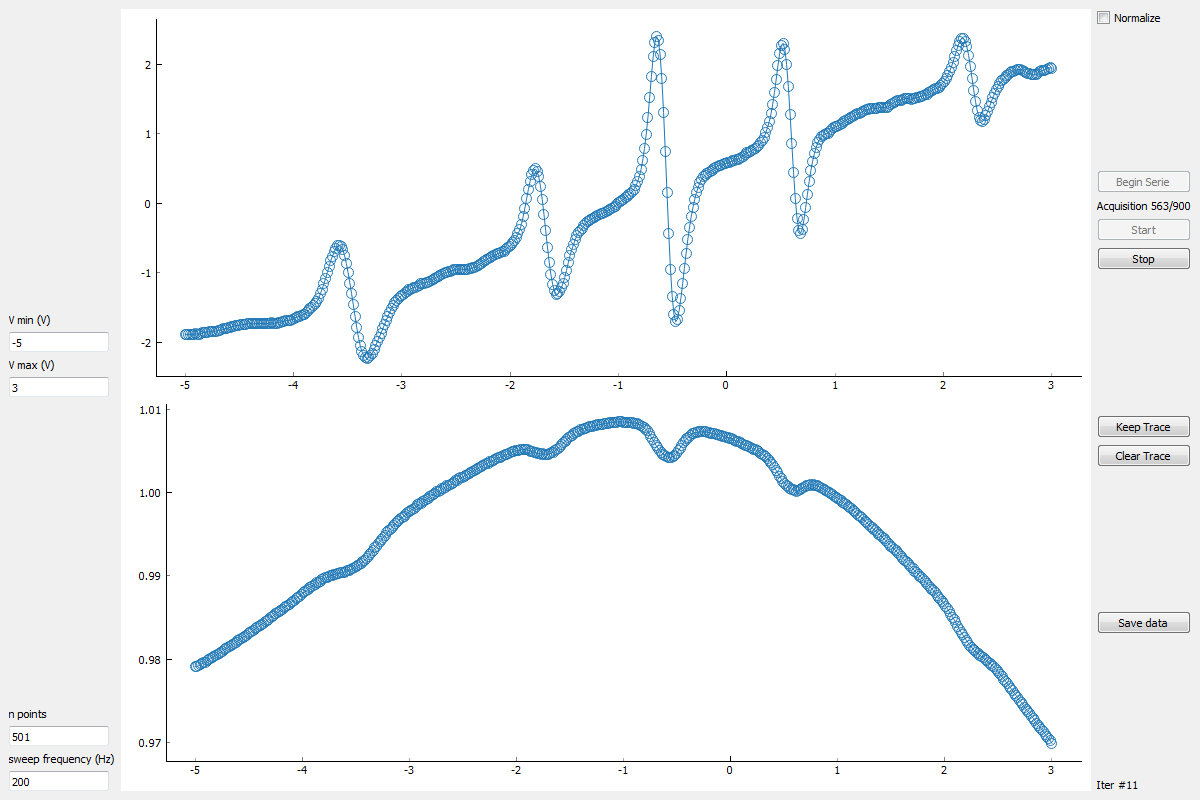 Normalize
2
1
0
-1
-2
-5
-4
-3
-2
-1
0
1
2
3
Begin Serie
Acquisition 563/900
Start
Stop
V min (V)
-5
V max (V)
3
1.01
1.00
0.99
0.98
0.97
-5
-4
-3
-2
-1
0
1
2
3
Keep Trace
Clear Trace
Save data
n points
501
sweep frequency (Hz)
200
Iter #11